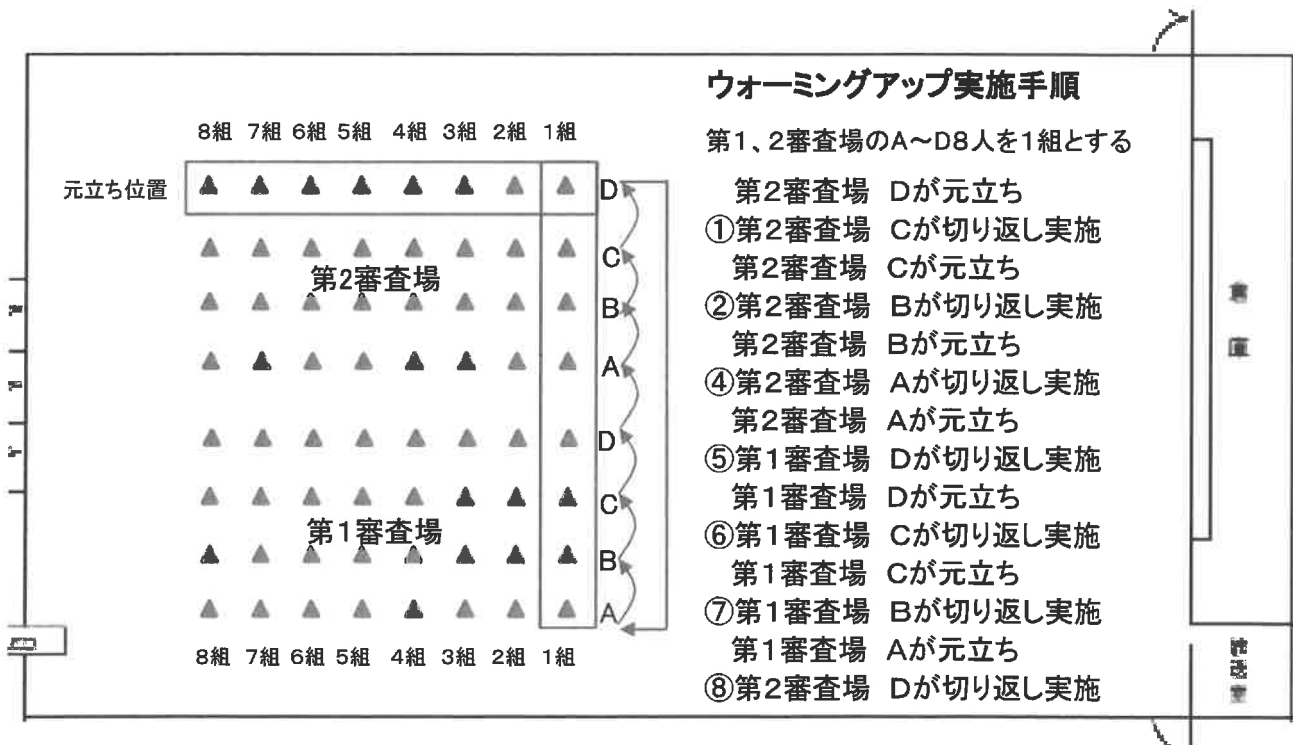 ウォーミングアップ実施手順
第1、2審査場のA～D8人を1組とする
8組 7組 6組 5組 4組 3組 2組 1組
元立ち位置
D
C
第2審査場
B
A
D
C
第1審査場
B
A
8組 7組 6組 5組 4組 3組 2組 1組
第2審査場 Dが元立ち
①第2審査場 Cが切り返し実施
第2審査場 Cが元立ち
②第2審査場 Bが切り返し実施
第2審査場 Bが元立ち
④第2審査場 Aが切り返し実施
第2審査場 Aが元立ち
⑤第1審査場 Dが切り返し実施
第1審査場 Dが元立ち
⑥第1審査場 Cが切り返し実施
第1審査場 Cが元立ち
⑦第1審査場 Bが切り返し実施
第1審査場 Aが元立ち
⑧第2審査場 Dが切り返し実施